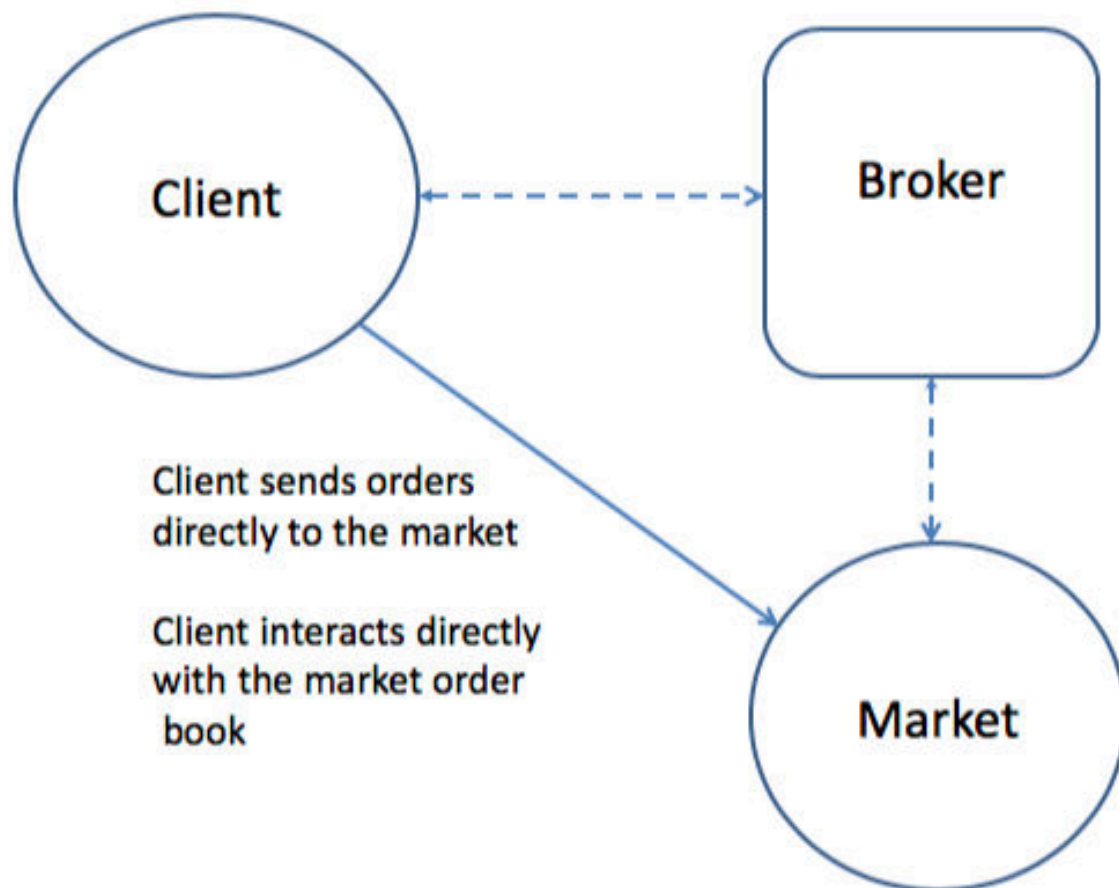 Client
Broker
Client sends orders
directly to the market
Client interacts directly
with the market order
book
Market